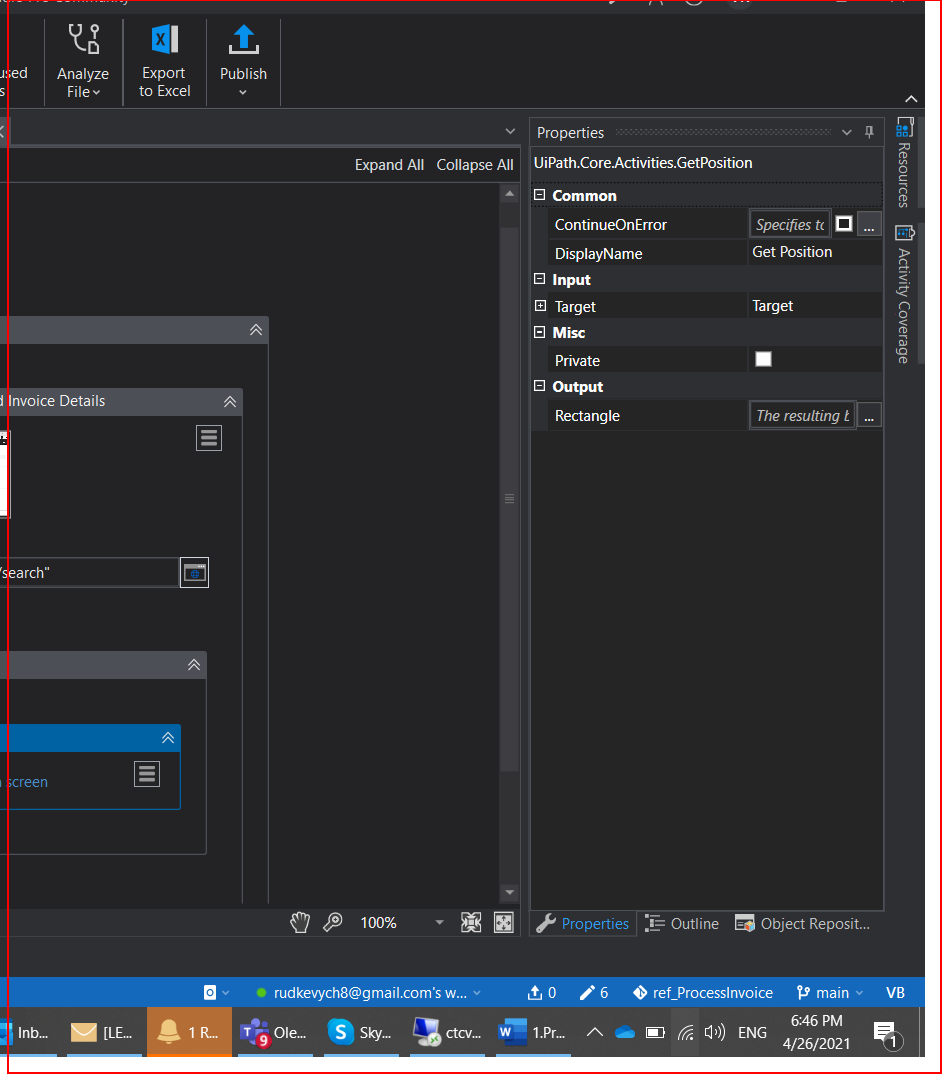 Analyze
File
Export
to Excel
Publish
Expand All Collapse All
Properties
UiPath.Core.Activities.GetPosition
Common
ContinueOnError Specifies to ...
DisplayName Get Position
Input
Target Target
Misc
Private
Output
Rectangle The resulting b ...
Resources
Activity Coverage
Invoice Details
/search"
screen
100%
Properties Outline Object Reposit...
rudkevych8@gmail.com's w... 0 6 ref_ProcessInvoice main VB
Inb... [LE... 1 R... 9 Ole... Sky... ctcv... 1.Pr... ENG
6:46 PM
4/26/2021
1